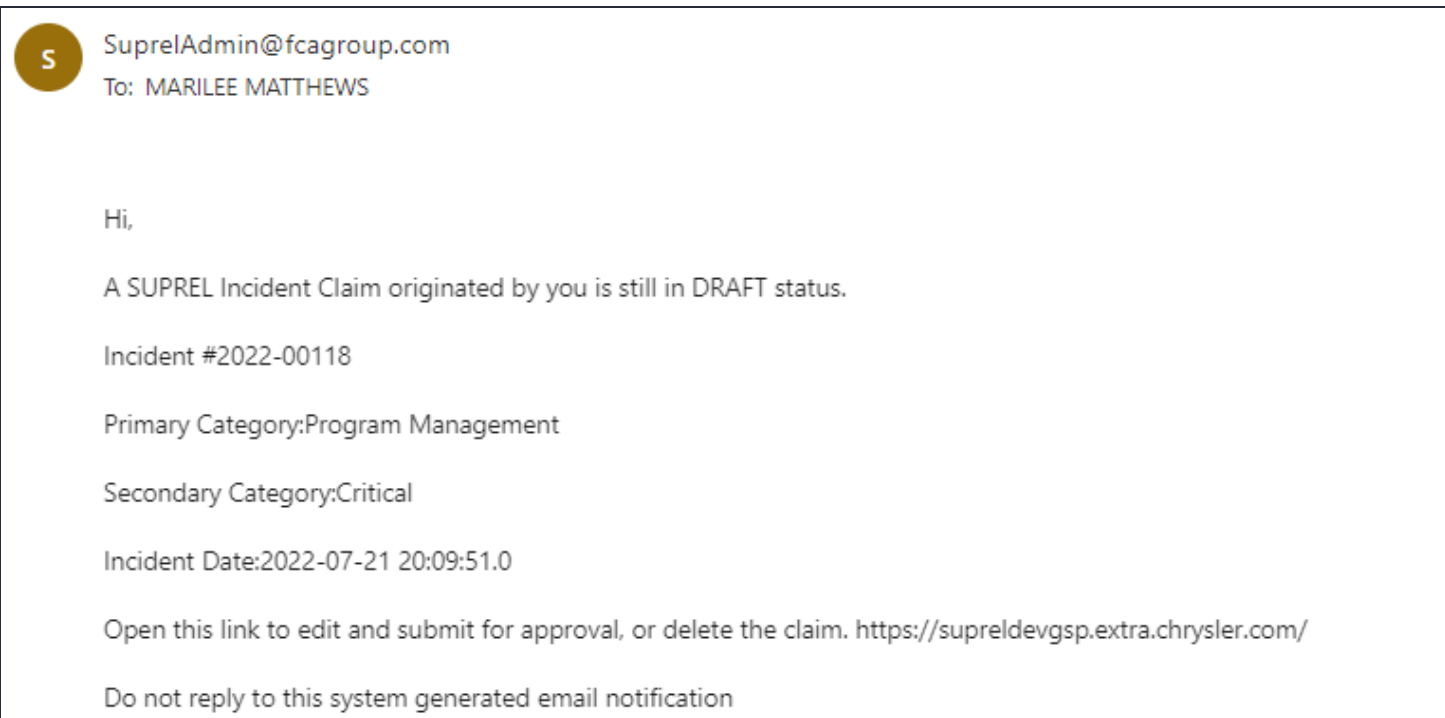 S
SuprelAdmin@fcagroup.com
To: MARILEE MATTHEWS
Hi,
A SUPREL Incident Claim originated by you is still in DRAFT status.
Incident #2022-00118
Primary Category:Program Management
Secondary Category:Critical
Incident Date:2022-07-21 20:09:51.0
Open this link to edit and submit for approval, or delete the claim. https://supreldevgsp.extra.chrysler.com/
Do not reply to this system generated email notification